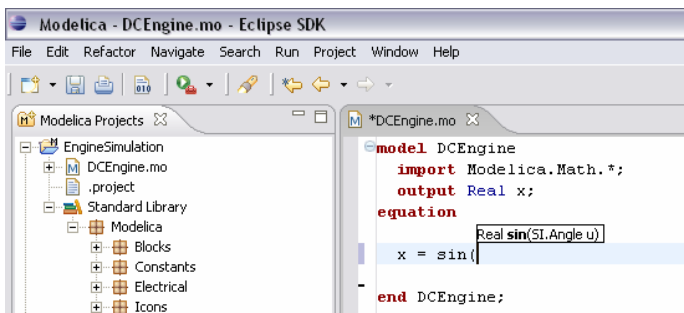 Modelica - DCEngine.mo - Eclipse SDK
File Edit Refactor Navigate Search Run Project Window Help
010
Modelica Projects
EngineSimulation
DCEngine.mo
.project
Standard Library
Modelica
Blocks
Constants
Electrical
Icons
*DCEngine.mo
model DCEngine
import Modelica.Math.*;
output Real x;
equation
Real sin(SI.Angle u)
x = sin(
end DCEngine;